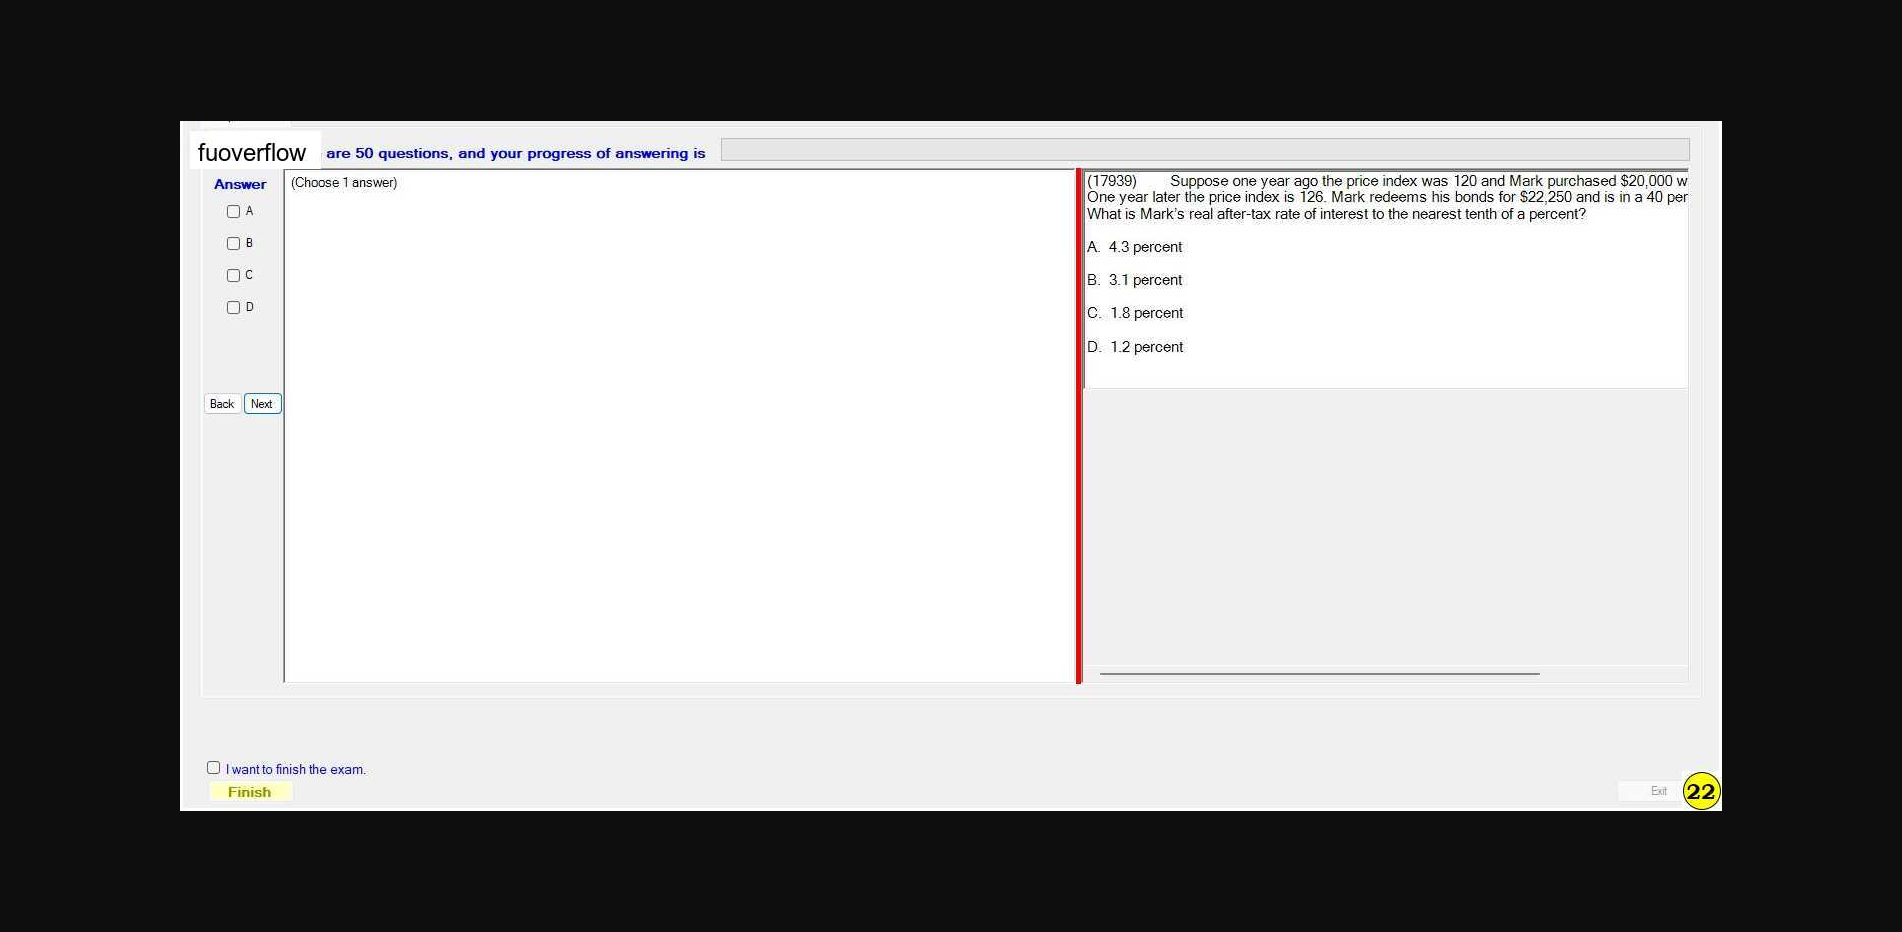 fuoverflow are 50 questions, and your progress of answering is
Answer
(Choose 1 answer)
A
B
C
D
Back Next
(17939) Suppose one year ago the price index was 120 and Mark purchased $20,000 w
One year later the price index is 126. Mark redeems his bonds for $22,250 and is in a 40 per
What is Mark's real after-tax rate of interest to the nearest tenth of a percent?
A. 4.3 percent
B. 3.1 percent
C. 1.8 percent
D. 1.2 percent
I want to finish the exam.
Finish
Exit
22